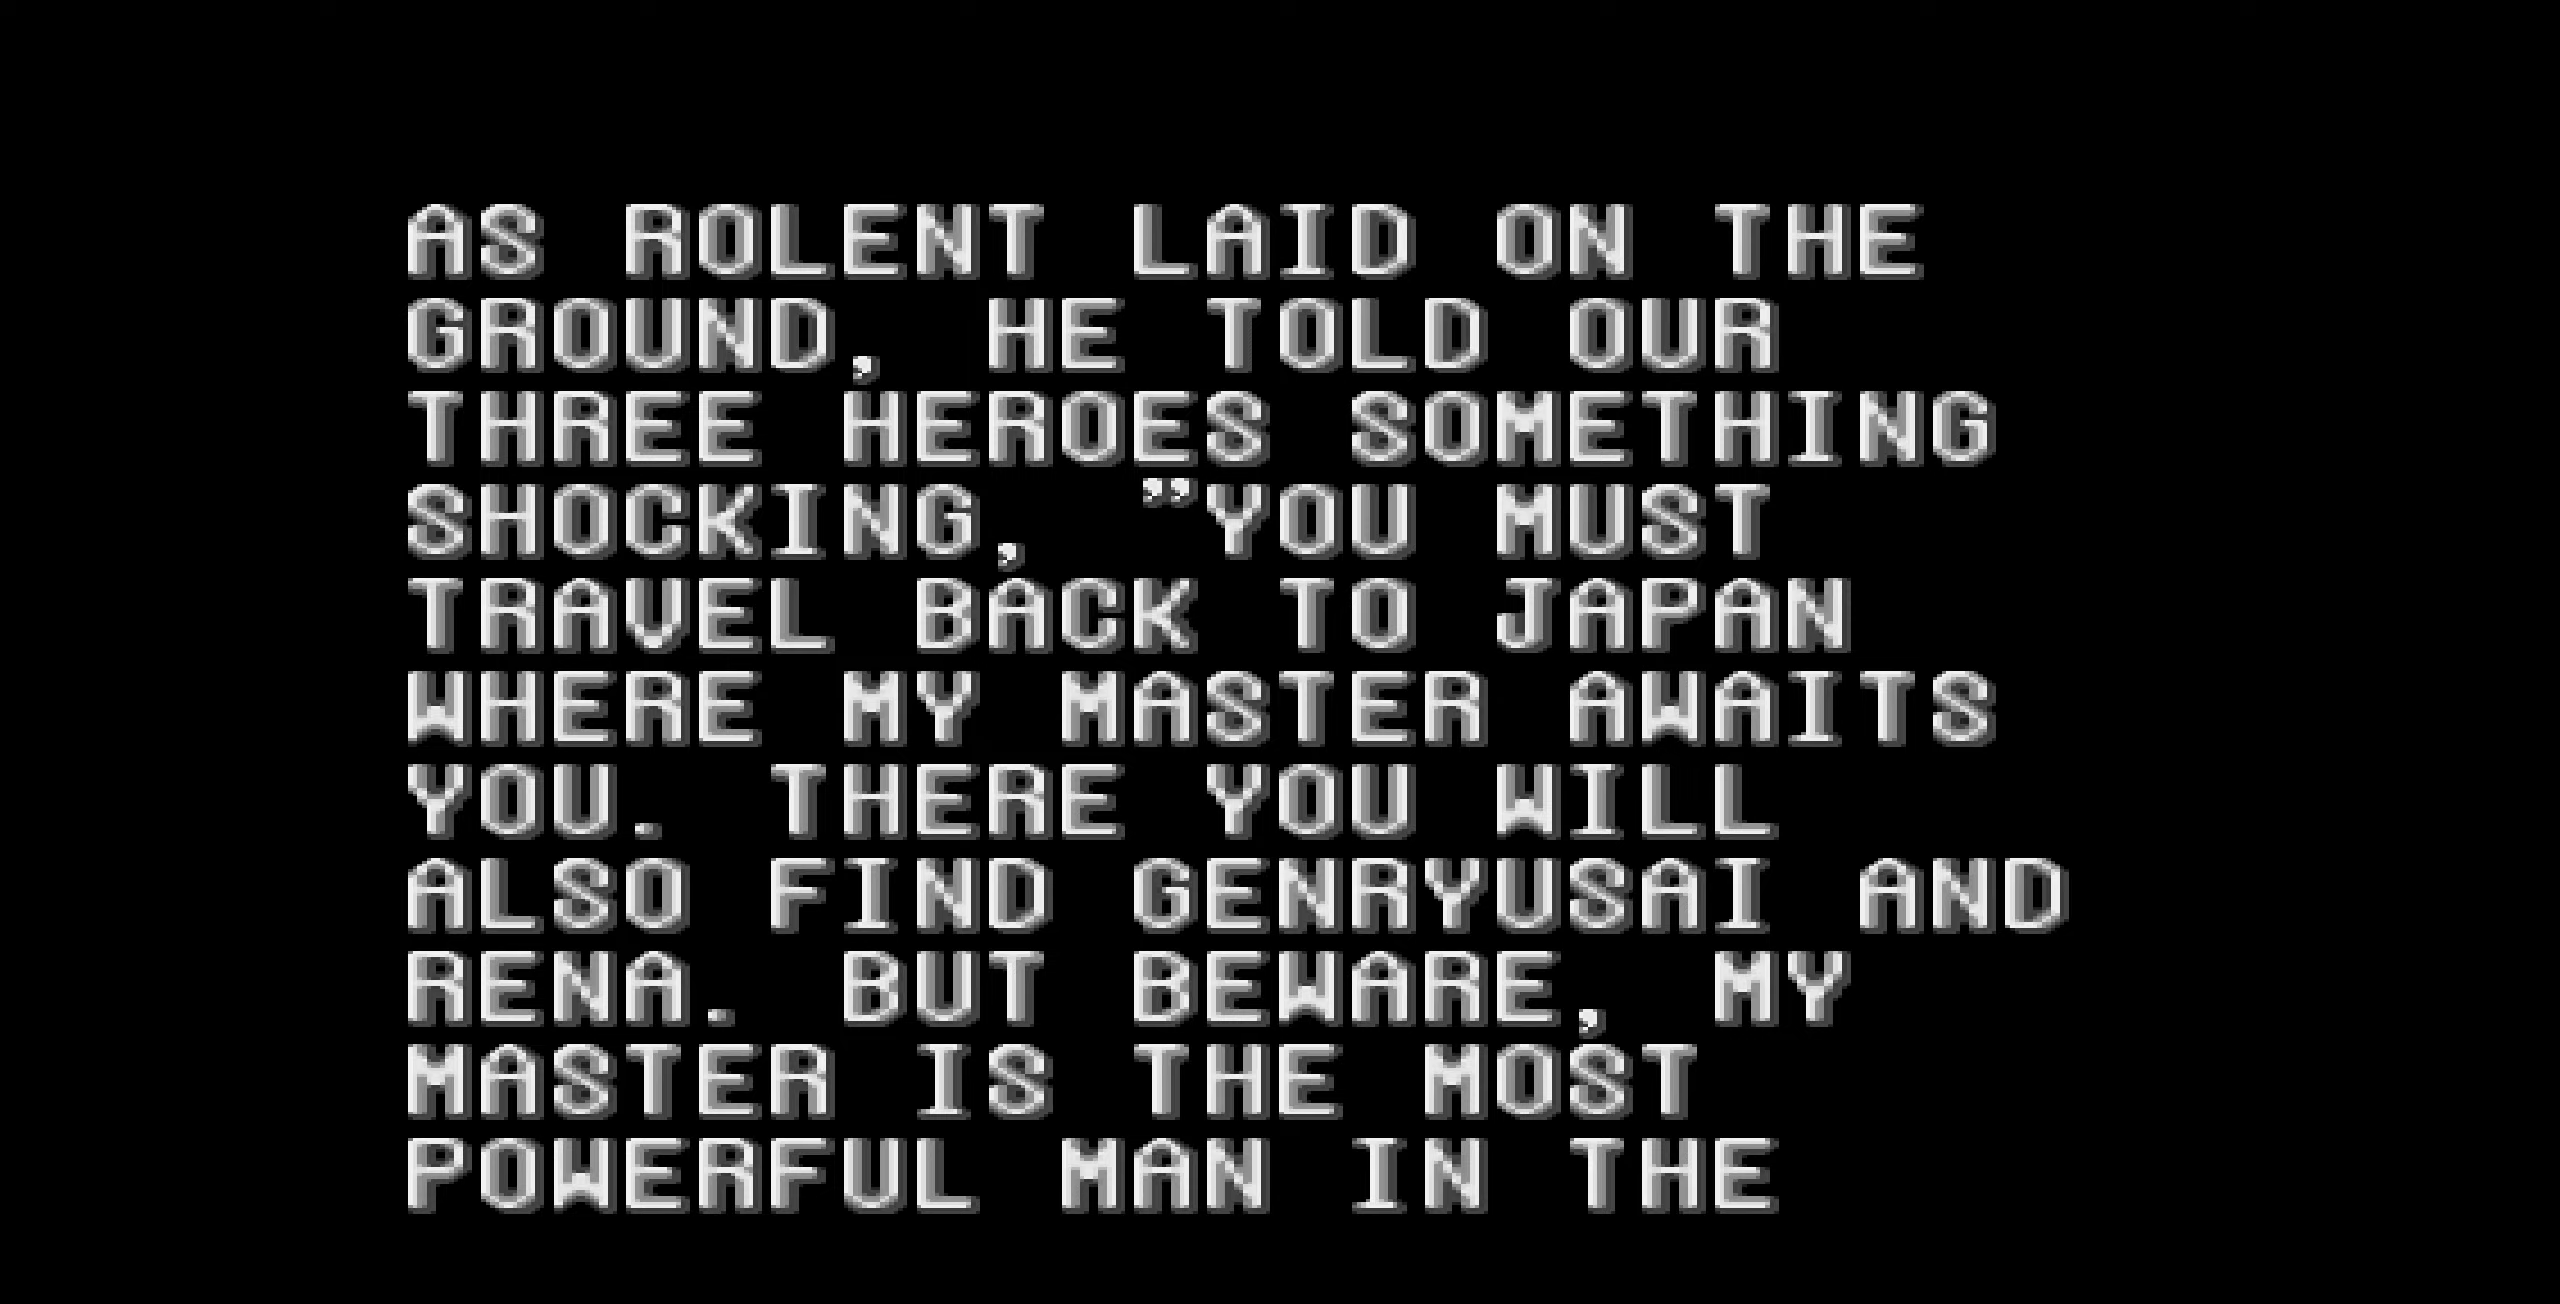 AS ROLENT LAID ON THE
GROUND, HE TOLD OUR
THREE HEROES SOMETHING
SHOCKING, "YOU MUST
TRAVEL BACK TO JAPAN
WHERE MY MASTER AWAITS
YOU. THERE YOU WILL
ALSO FIND GENRYUSAI AND
RENA. BUT BEWARE, MY
MASTER IS THE MOST
POWERFUL MAN IN THE